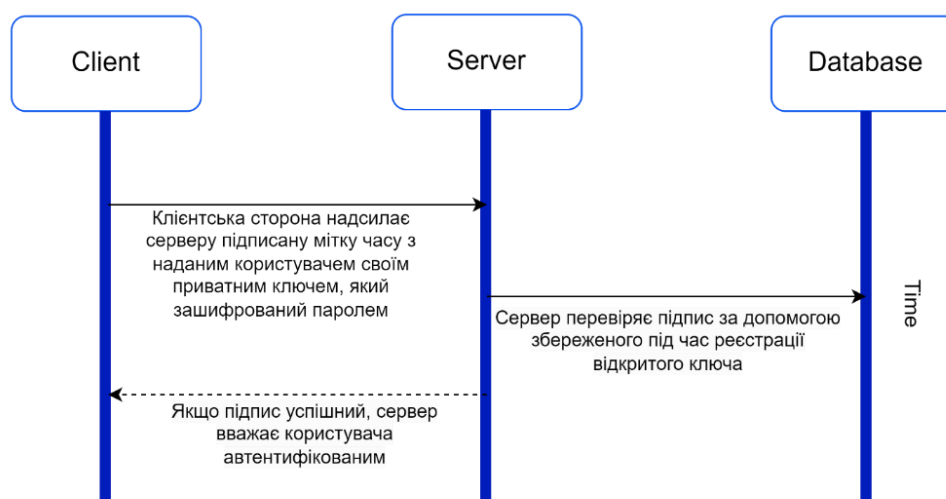 Client
Server
Database
Клієнтська сторона надсилає
серверу підписану мітку часу з
наданим користувачем своїм
приватним ключем, який
зашифрований паролем
Time
Сервер перевіряє підпис за допомогою
збереженого під час реєстрації
відкритого ключа
Якщо підпис успішний, сервер
вважає користувача
автентифікованим